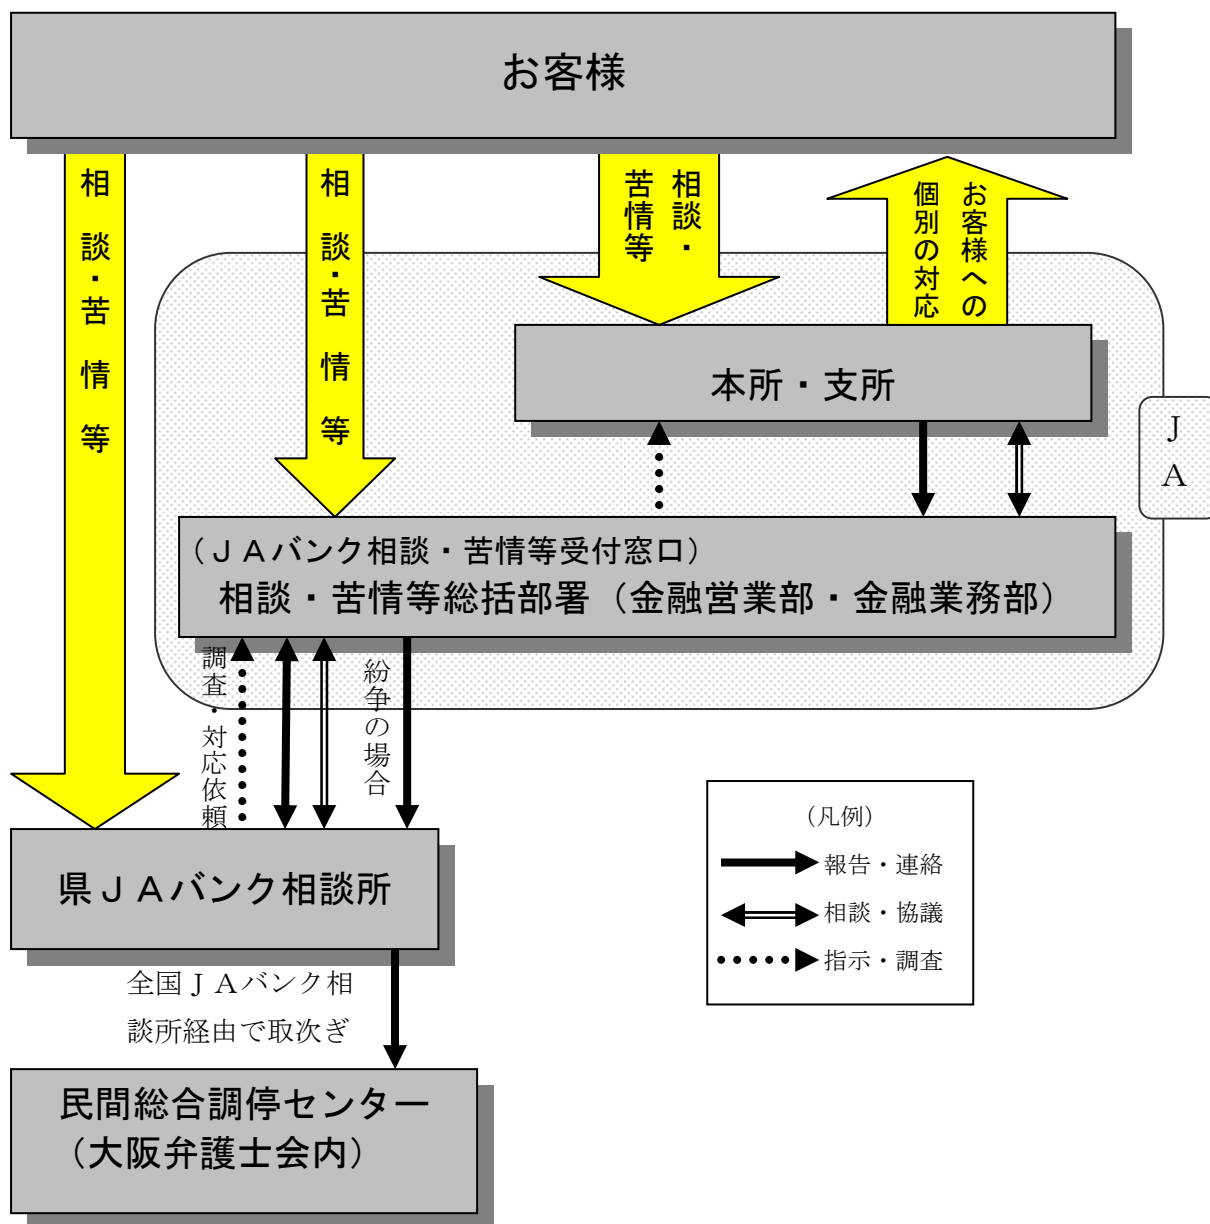 お客様
相談・苦情等
相談・苦情等
相談・
苦情等
お客様への
個別の対応
本所・支所
ＪＡ
（ＪＡバンク相談・苦情等受付窓口）
相談・苦情等総括部署（金融営業部・金融業務部）
調査・対応依頼
紛争の場合
県ＪＡバンク相談所
（凡例）
報告・連絡
相談・協議
指示・調査
全国ＪＡバンク相
談所経由で取次ぎ
民間総合調停センター
（大阪弁護士会内）